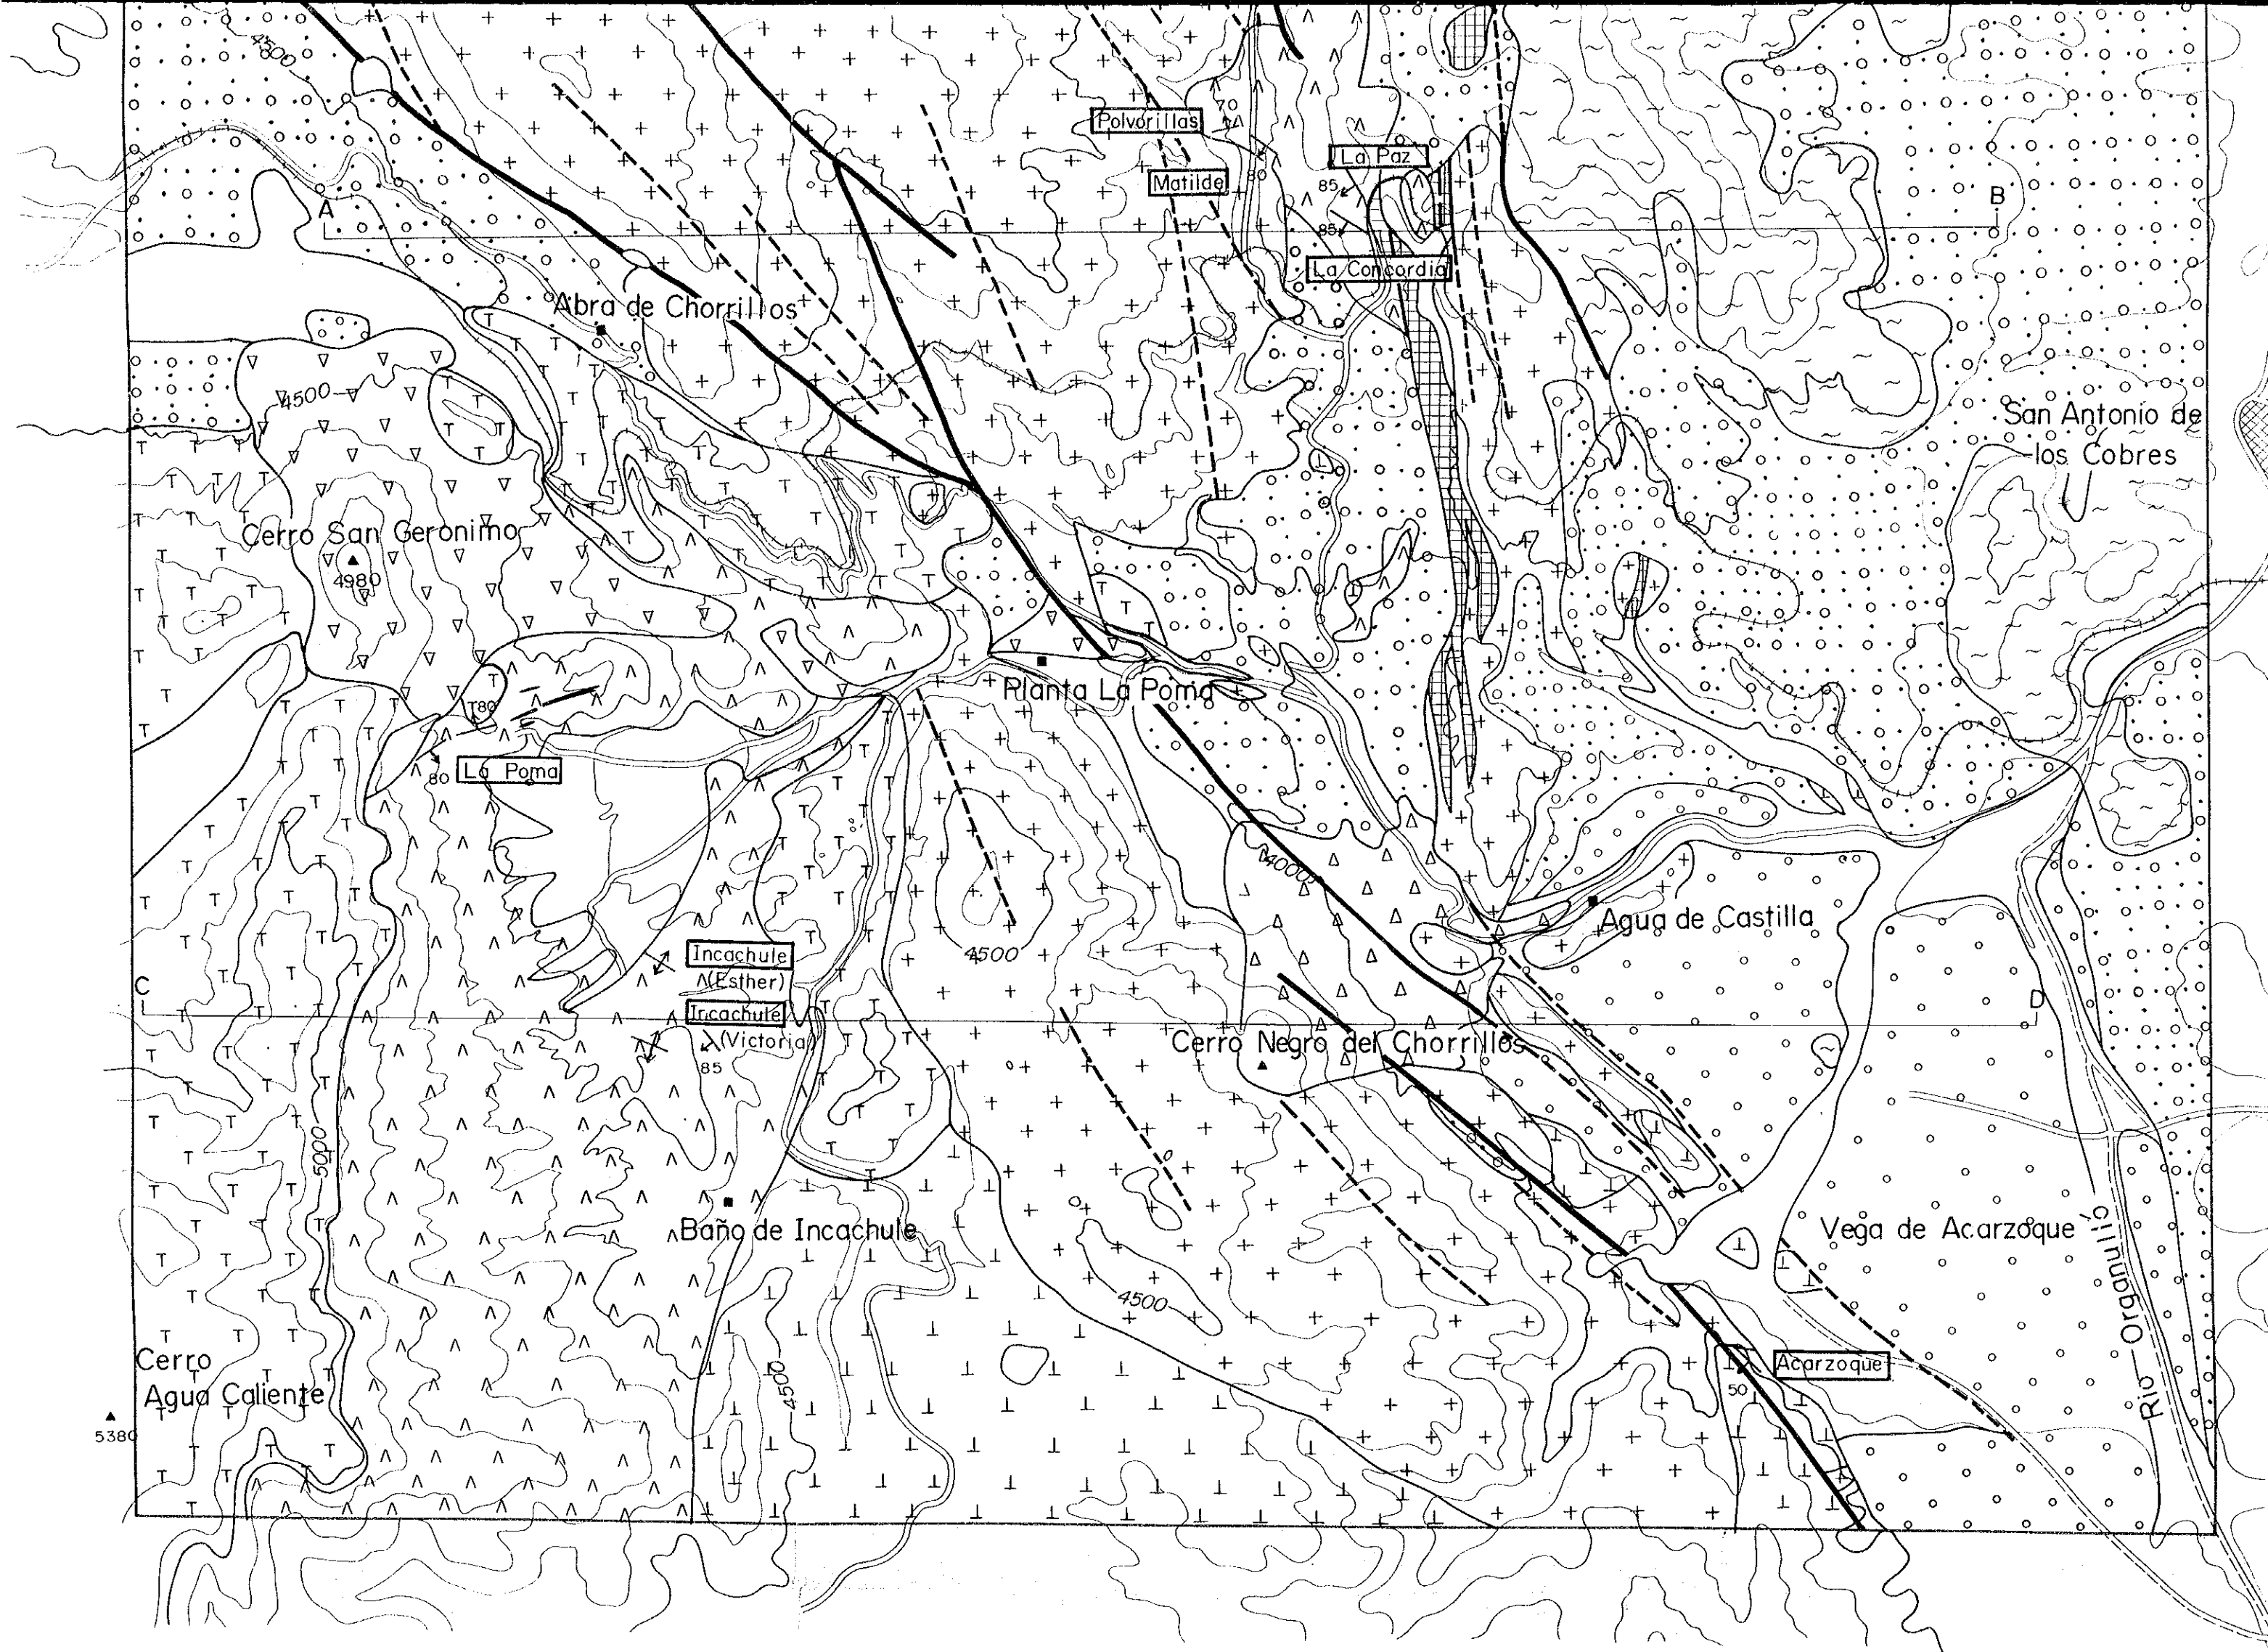 4500
Polvorillas
70
La Paz
Matilde
80
85
A
B
85
La Concordia
Abra de Chorrillos
4500
San Antonio de
los Cobres
Cerro San Geronimo
4980
Planta La Poma
80
La Poma
80
4000
Agua de Castilla
Incachule
(Esther)
4500
C
Incachule
(Victoria)
D
Cerro Negro del Chorrillos
85
5000
Baño de Incachule
Vega de Acarzoque
4500
Rio Organullo
Cerro
Agua Caliente
4500
Acarzoque
50
5380